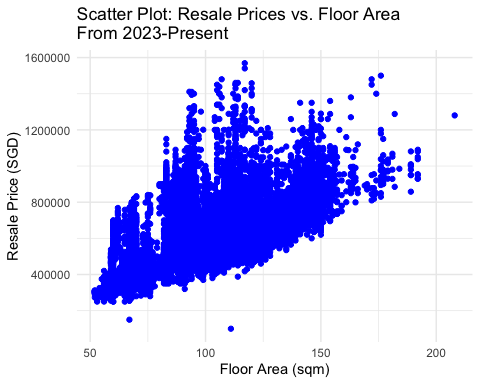 Scatter Plot: Resale Prices vs. Floor Area
From 2023-Present
1600000
1200000
800000
400000
Resale Price (SGD)
50
100
150
200
Floor Area (sqm)